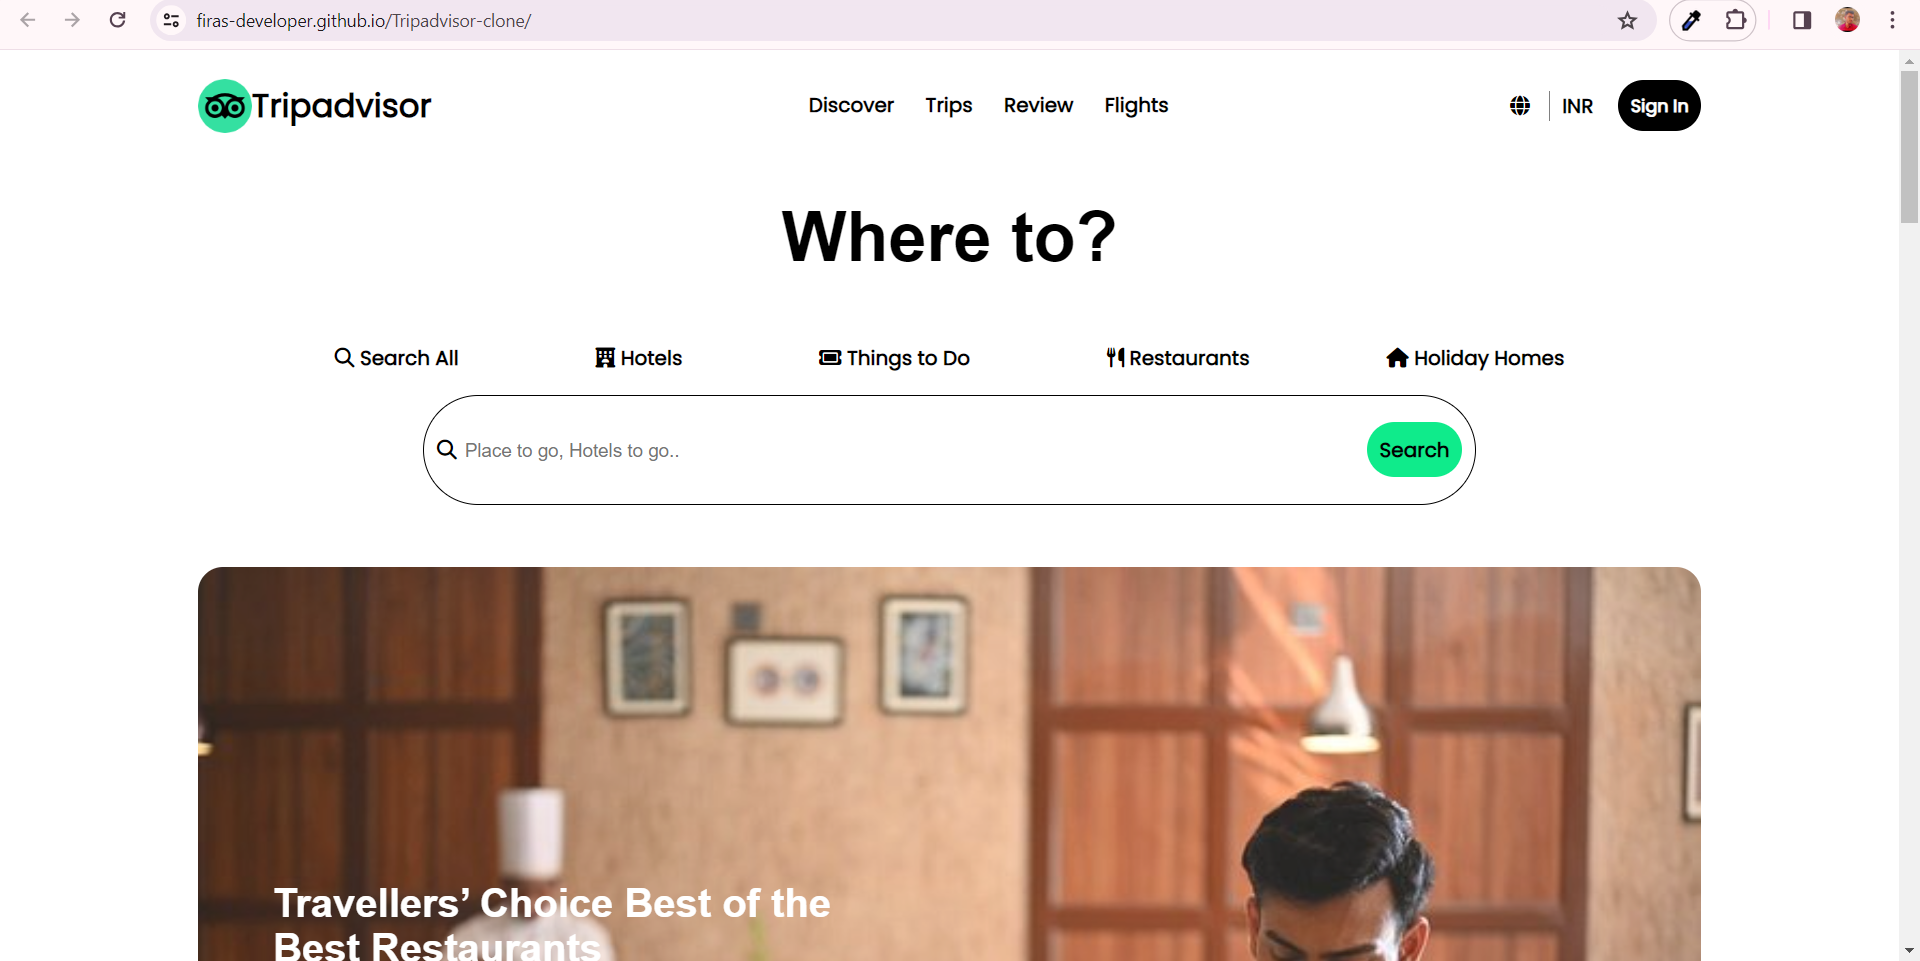 firas-developer.github.io/Tripadvisor-clone/
Tripadvisor Discover Trips Review Flights INR Sign In
Where to?
Search All Hotels Things to Do Restaurants Holiday Homes
Place to go, Hotels to go.. Search
Travellers’ Choice Best of the
Best Restaurants